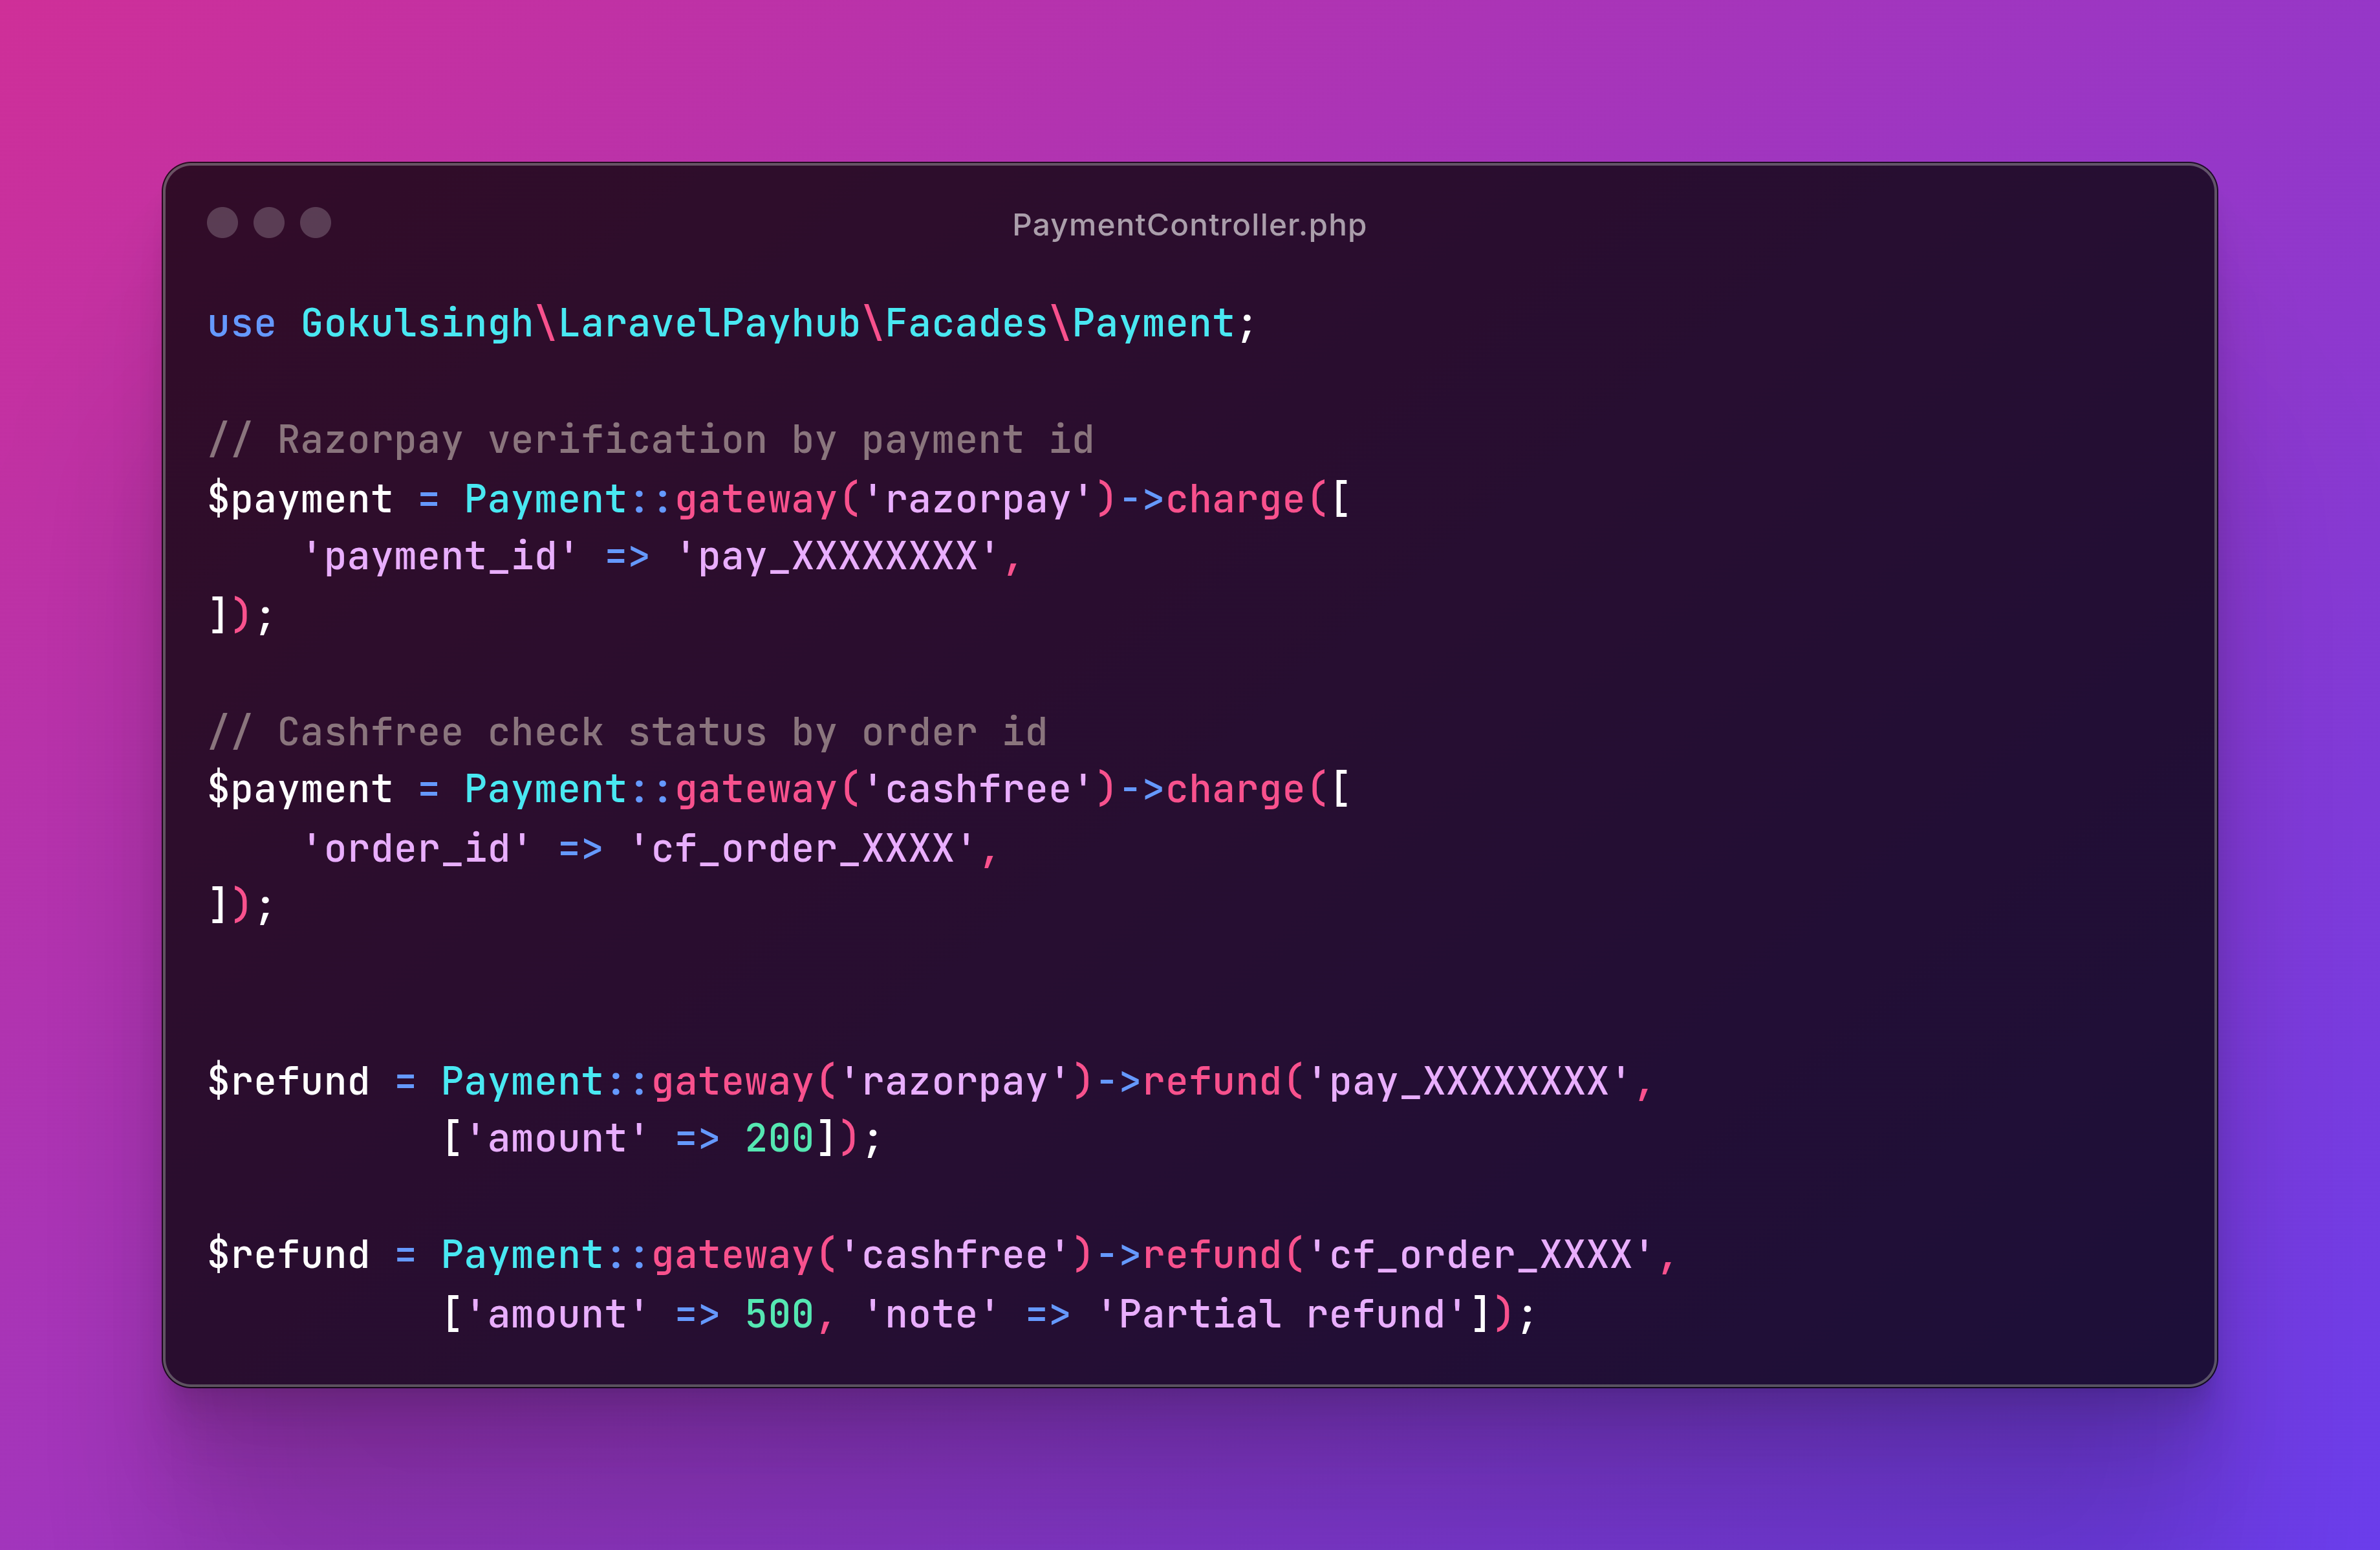 PaymentController.php
use Gokulsingh\LaravelPayhub\Facades\Payment;
// Razorpay verification by payment id
$payment = Payment::gateway('razorpay')->charge([
    'payment_id' => 'pay_XXXXXXXX',
]);
// Cashfree check status by order id
$payment = Payment::gateway('cashfree')->charge([
    'order_id' => 'cf_order_XXXX',
]);
$refund = Payment::gateway('razorpay')->refund('pay_XXXXXXXX',
          ['amount' => 200]);
$refund = Payment::gateway('cashfree')->refund('cf_order_XXXX',
          ['amount' => 500, 'note' => 'Partial refund']);